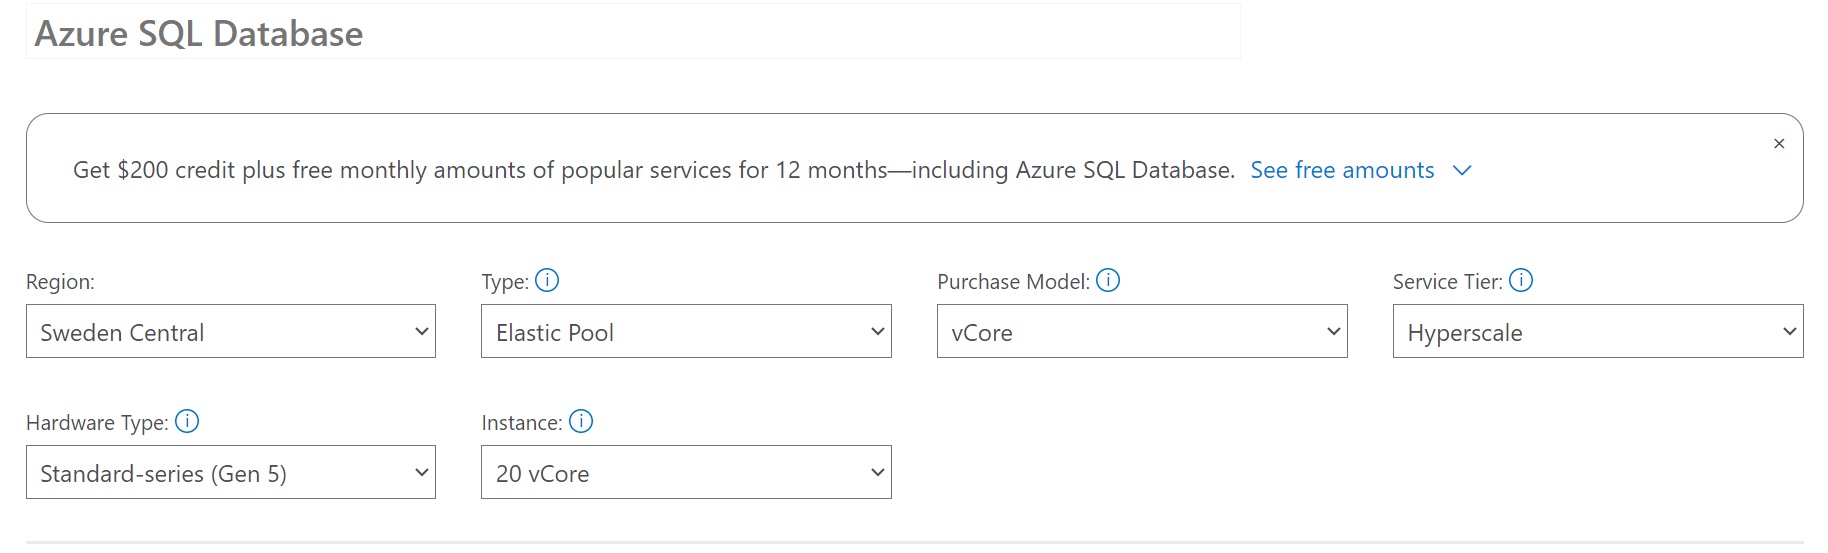 Azure SQL Database
Get $200 credit plus free monthly amounts of popular services for 12 months—including Azure SQL Database. See free amounts
Region:
Type:
Purchase Model:
Service Tier:
Sweden Central
Elastic Pool
vCore
Hyperscale
Hardware Type:
Instance:
Standard-series (Gen 5)
20 vCore